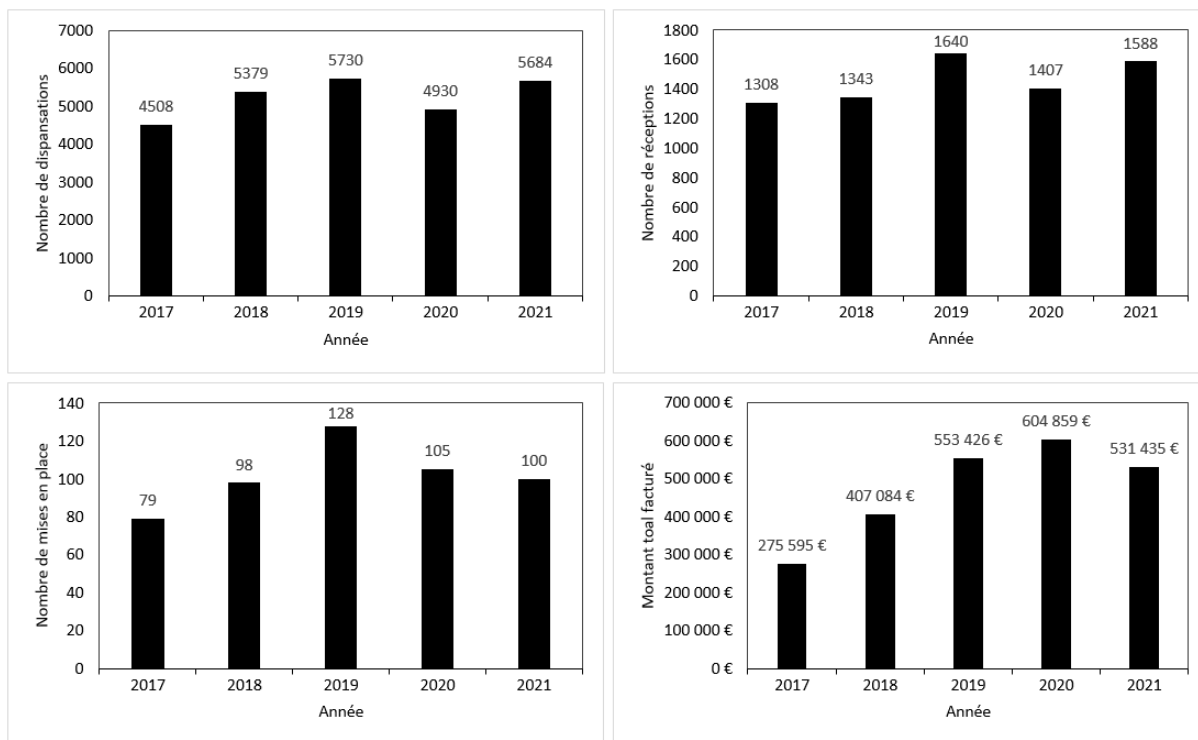 Nombre de dispansations
7000
6000
5000
4000
3000
2000
1000
0
4508
5379
5730
4930
5684
2017 2018 2019 2020 2021
Année
Nombre de réceptions
1800
1600
1400
1200
1000
800
600
400
200
0
1308
1343
1640
1407
1588
2017 2018 2019 2020 2021
Année
Nombre de mises en place
140
120
100
80
60
40
20
0
79
98
128
105
100
2017 2018 2019 2020 2021
Année
Montant toal facturé
700 000 €
600 000 €
500 000 €
400 000 €
300 000 €
200 000 €
100 000 €
0 €
275 595 €
407 084 €
553 426 €
604 859 €
531 435 €
2017 2018 2019 2020 2021
Année